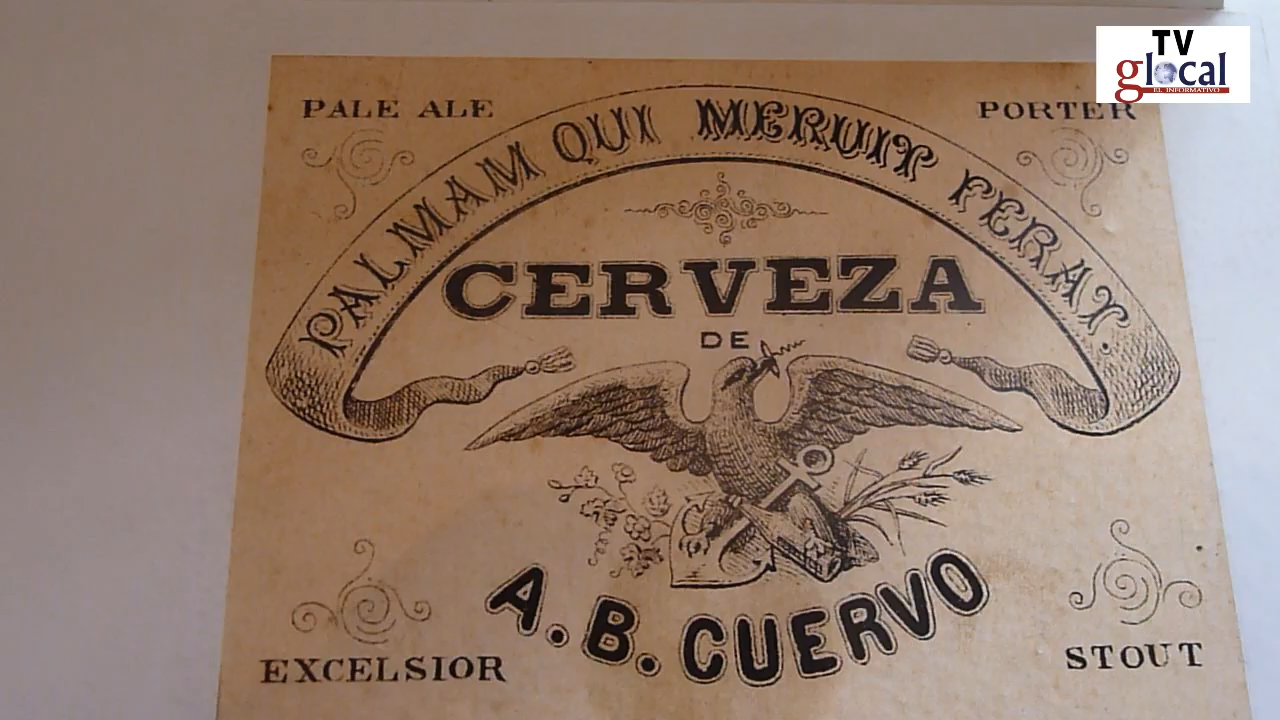 TV
glocal
EL INFORMATIVO
PALE ALE
PORTER
PALMAM QUI MERUIT FERAT.
CERVEZA
DE
A. B. CUERVO
EXCELSIOR
STOUT